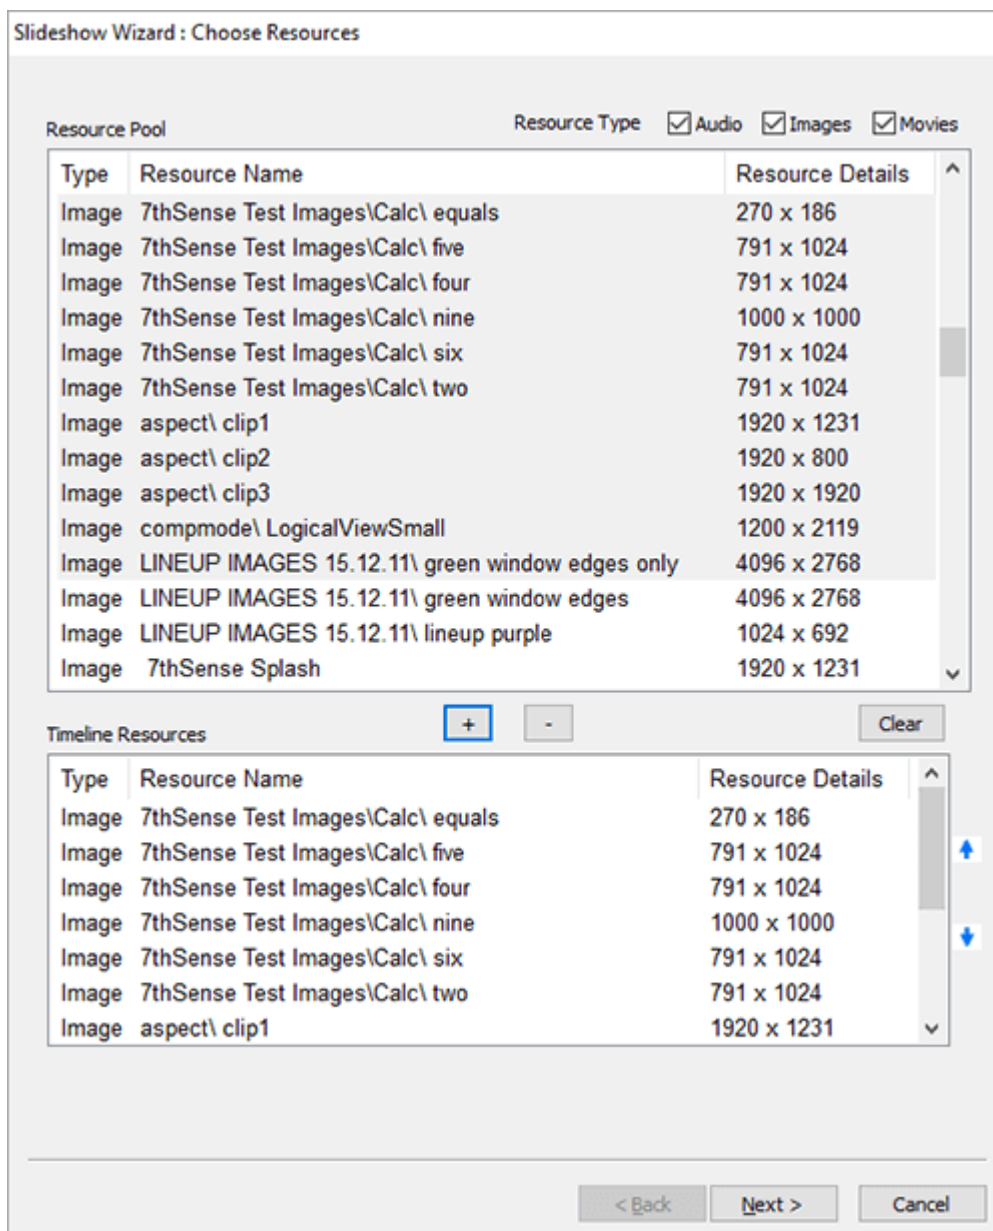 Slideshow Wizard : Choose Resources
Resource Pool Resource Type Audio Images Movies
Type Resource Name Resource Details
Image 7thSense Test Images\Calc\ equals 270 x 186
Image 7thSense Test Images\Calc\ five 791 x 1024
Image 7thSense Test Images\Calc\ four 791 x 1024
Image 7thSense Test Images\Calc\ nine 1000 x 1000
Image 7thSense Test Images\Calc\ six 791 x 1024
Image 7thSense Test Images\Calc\ two 791 x 1024
Image aspect\ clip1 1920 x 1231
Image aspect\ clip2 1920 x 800
Image aspect\ clip3 1920 x 1920
Image compmode\ LogicalViewSmall 1200 x 2119
Image LINEUP IMAGES 15.12.11\ green window edges only 4096 x 2768
Image LINEUP IMAGES 15.12.11\ green window edges 4096 x 2768
Image LINEUP IMAGES 15.12.11\ lineup purple 1024 x 692
Image 7thSense Splash 1920 x 1231
Timeline Resources + - Clear
Type Resource Name Resource Details
Image 7thSense Test Images\Calc\ equals 270 x 186
Image 7thSense Test Images\Calc\ five 791 x 1024
Image 7thSense Test Images\Calc\ four 791 x 1024
Image 7thSense Test Images\Calc\ nine 1000 x 1000
Image 7thSense Test Images\Calc\ six 791 x 1024
Image 7thSense Test Images\Calc\ two 791 x 1024
Image aspect\ clip1 1920 x 1231
< Back Next > Cancel